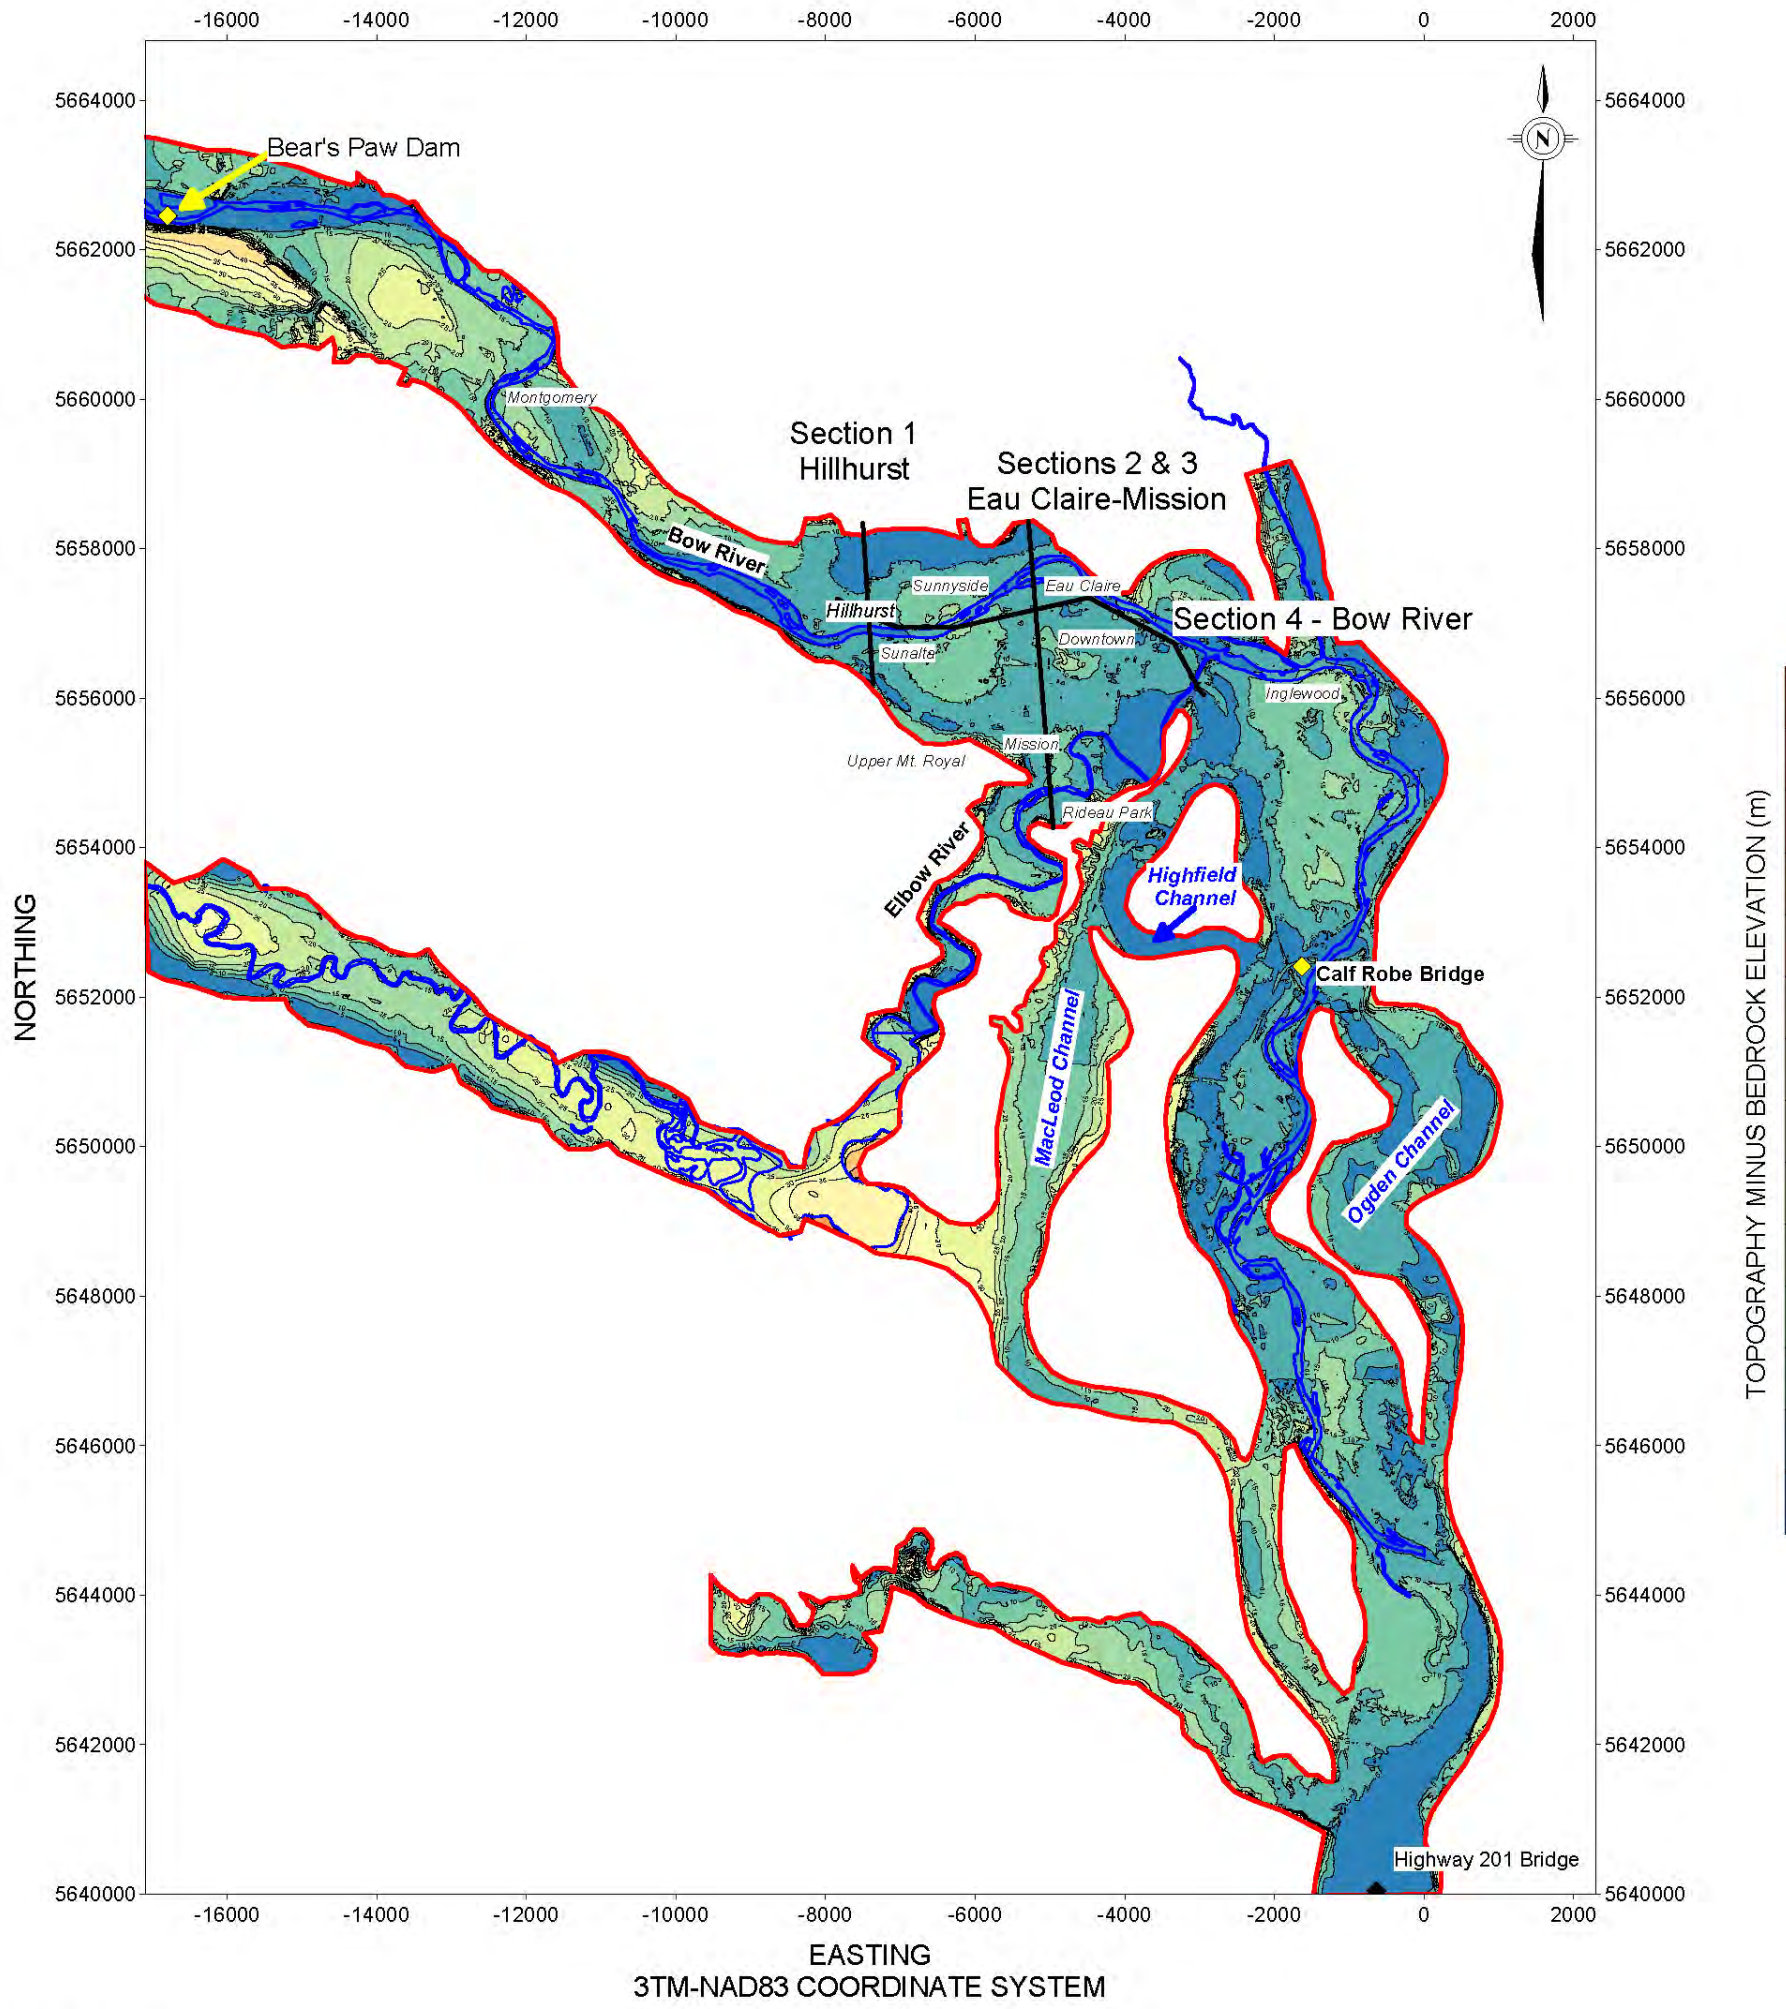 -16000 -14000 -12000 -10000 -8000 -6000 -4000 -2000 0 2000
5664000 5664000
N
Bear's Paw Dam
5662000 5662000
5660000 5660000
Montgomery
Section 1
Hillhurst
Sections 2 & 3
Eau Claire-Mission
5658000 5658000
Bow River
Sunnyside
Eau Claire
Hillhurst
Section 4 - Bow River
Downtown
Sunalta
Inglewood
5656000 5656000
Mission
Upper Mt. Royal
Rideau Park
Elbow River
5654000 5654000
Highfield
Channel
Calf Robe Bridge
5652000 5652000
MacLeod Channel
Ogden Channel
5650000 5650000
5648000 5648000
5646000 5646000
5644000 5644000
5642000 5642000
Highway 201 Bridge
5640000 5640000
-16000 -14000 -12000 -10000 -8000 -6000 -4000 -2000 0 2000
NORTHING
TOPOGRAPHY MINUS BEDROCK ELEVATION (m)
EASTING
3TM-NAD83 COORDINATE SYSTEM